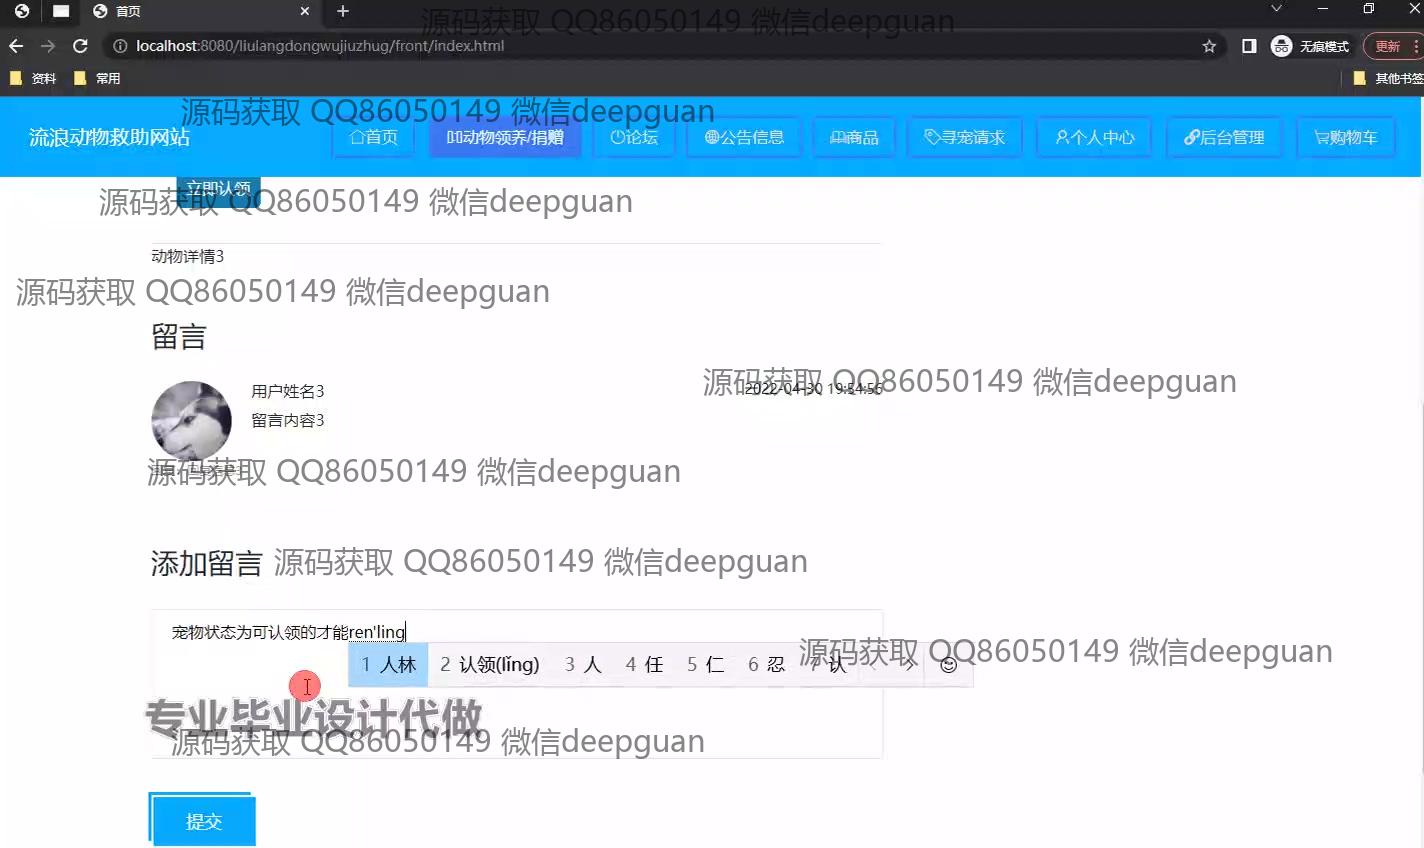 首页
源码获取 QQ86050149 微信deepguan
localhost:8080/liulangdongwujiuzhug/front/index.html
无痕模式
更新
资料
常用
其他书签
源码获取 QQ86050149 微信deepguan
流浪动物救助网站
首页
动物领养/捐赠
论坛
公告信息
商品
寻宠请求
个人中心
后台管理
购物车
立即认领
源码获取 QQ86050149 微信deepguan
动物详情3
源码获取 QQ86050149 微信deepguan
留言
用户姓名3
2022-04-30 19:54:56
源码获取 QQ86050149 微信deepguan
留言内容3
源码获取 QQ86050149 微信deepguan
添加留言
源码获取 QQ86050149 微信deepguan
宠物状态为可认领的才能ren'ling
1 人林 2 认领(lǐng) 3 人 4 任 5 仁 6 忍 7 认
源码获取 QQ86050149 微信deepguan
专业毕业设计代做
源码获取 QQ86050149 微信deepguan
提交